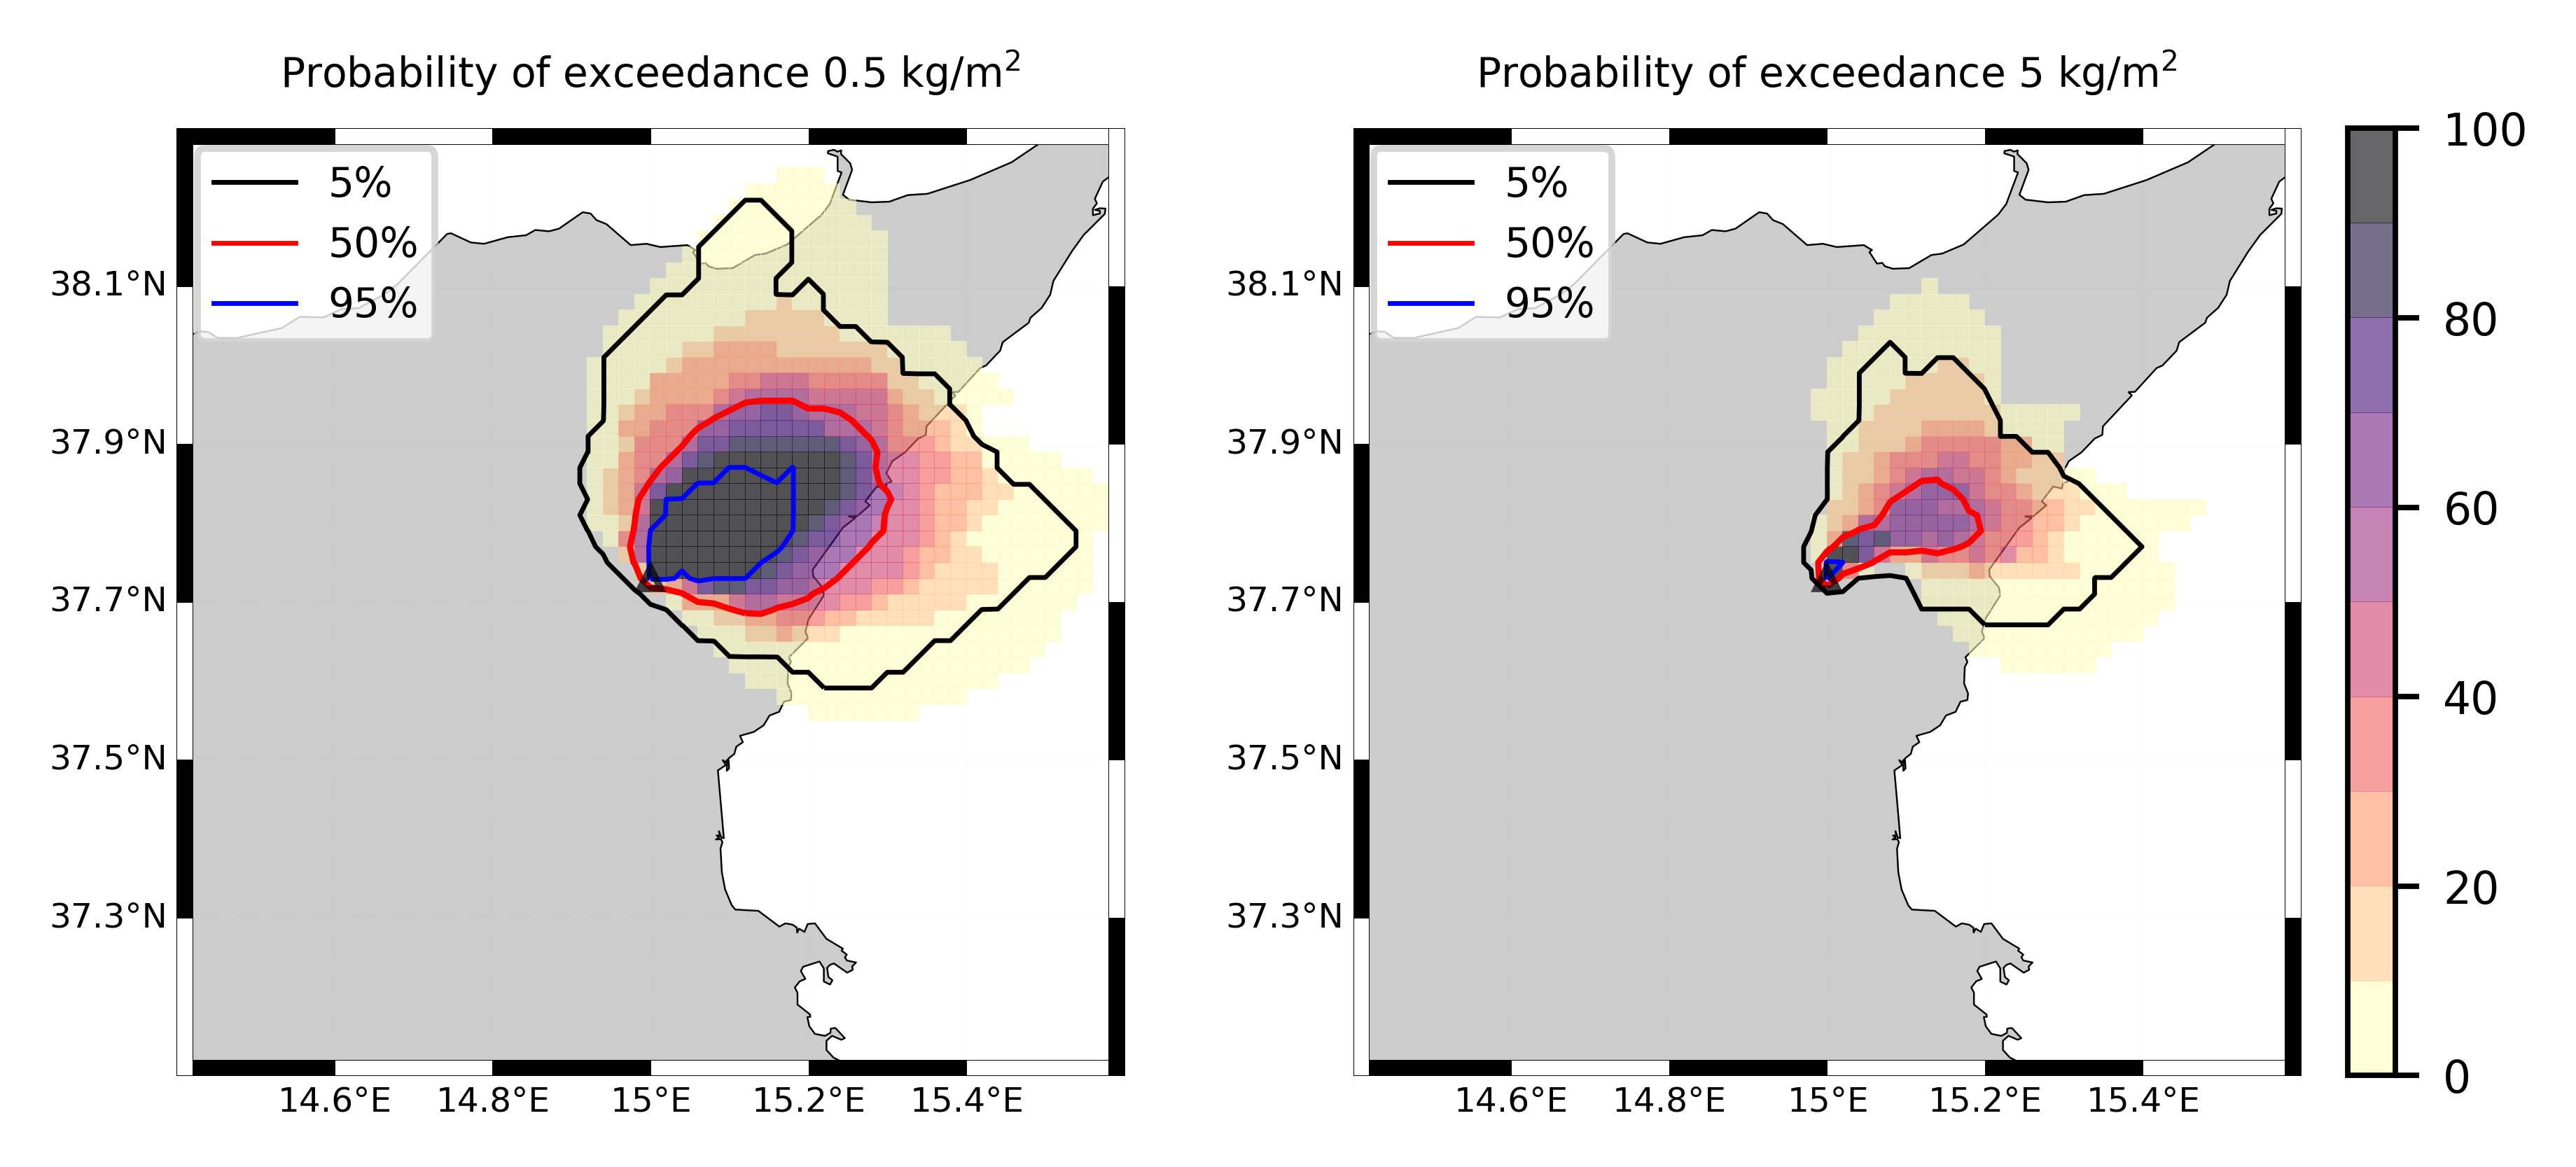 Probability of exceedance 0.5 kg/m²
5%
50%
95%
38.1°N
37.9°N
37.7°N
37.5°N
37.3°N
14.6°E 14.8°E 15°E 15.2°E 15.4°E
Probability of exceedance 5 kg/m²
5%
50%
95%
38.1°N
37.9°N
37.7°N
37.5°N
37.3°N
14.6°E 14.8°E 15°E 15.2°E 15.4°E
100
80
60
40
20
0